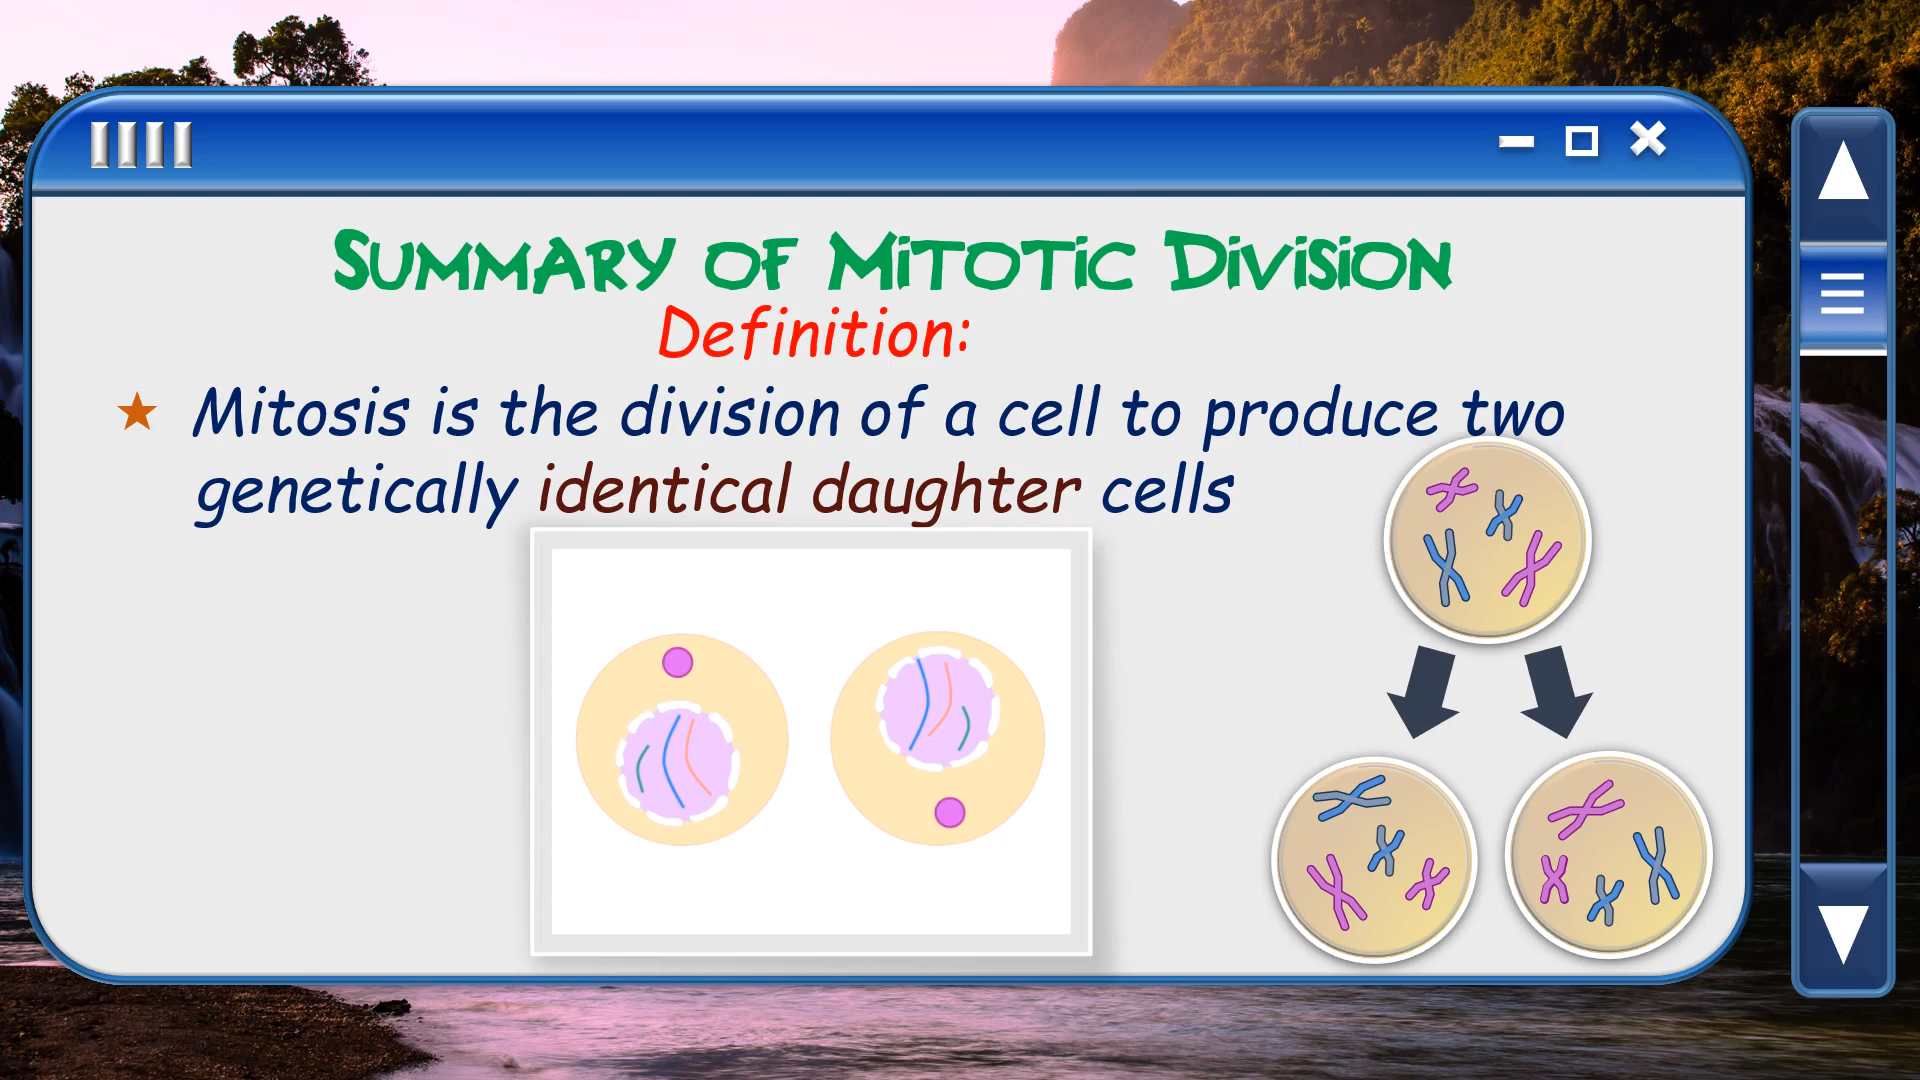 Summary of Mitotic Division
Definition:
★ Mitosis is the division of a cell to produce two
genetically identical daughter cells